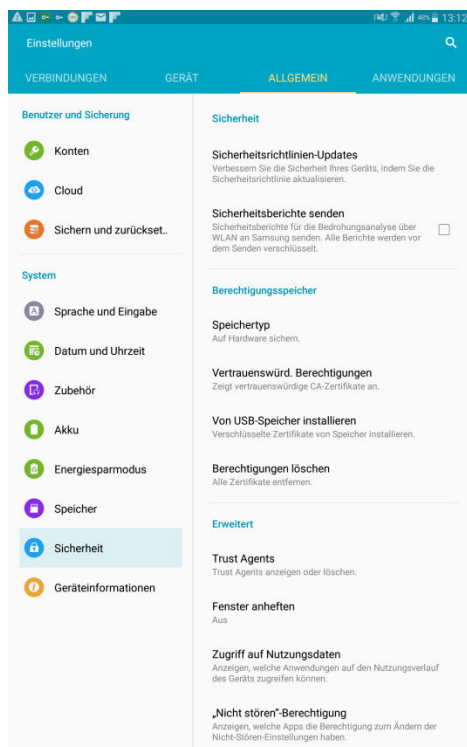 48% 13:12
Einstellungen
VERBINDUNGEN GERÄT ALLGEMEIN ANWENDUNGEN
Benutzer und Sicherung
Konten
Cloud
Sichern und zurückset..
System
Sprache und Eingabe
Datum und Uhrzeit
Zubehör
Akku
Energiesparmodus
Speicher
Sicherheit
Geräteinformationen
Sicherheit
Sicherheitsrichtlinien-Updates
Verbessern Sie die Sicherheit Ihres Geräts, indem Sie die
Sicherheitsrichtlinie aktualisieren.
Sicherheitsberichte senden
Sicherheitsberichte für die Bedrohungsanalyse über
WLAN an Samsung senden. Alle Berichte werden vor
dem Senden verschlüsselt.
Berechtigungsspeicher
Speichertyp
Auf Hardware sichern.
Vertrauenswürd. Berechtigungen
Zeigt vertrauenswürdige CA-Zertifikate an.
Von USB-Speicher installieren
Verschlüsselte Zertifikate von Speicher installieren.
Berechtigungen löschen
Alle Zertifikate entfernen.
Erweitert
Trust Agents
Trust Agents anzeigen oder löschen.
Fenster anheften
Aus
Zugriff auf Nutzungsdaten
Anzeigen, welche Anwendungen auf den Nutzungsverlauf
des Geräts zugreifen können.
„Nicht stören"-Berechtigung
Anzeigen, welche Apps die Berechtigung zum Ändern der
Nicht-Stören-Einstellungen haben.